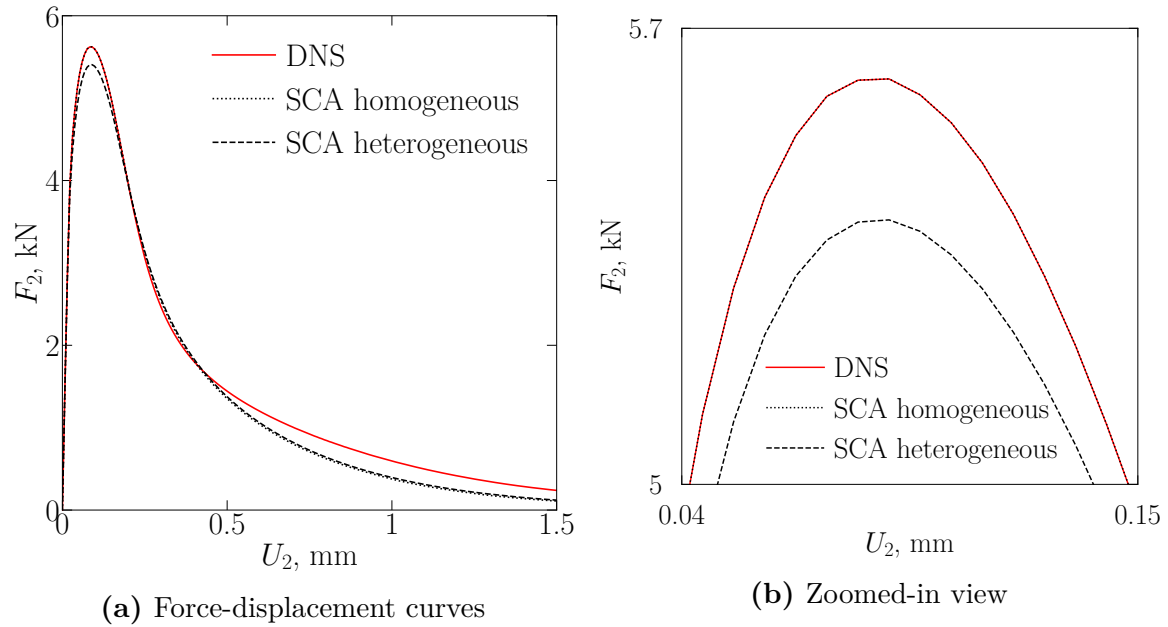 6
4
2
0
F2, kN
DNS
SCA homogeneous
SCA heterogeneous
0
0.5
1
1.5
U2, mm
(a) Force-displacement curves
5.7
5
F2, kN
DNS
SCA homogeneous
SCA heterogeneous
0.04
0.15
U2, mm
(b) Zoomed-in view